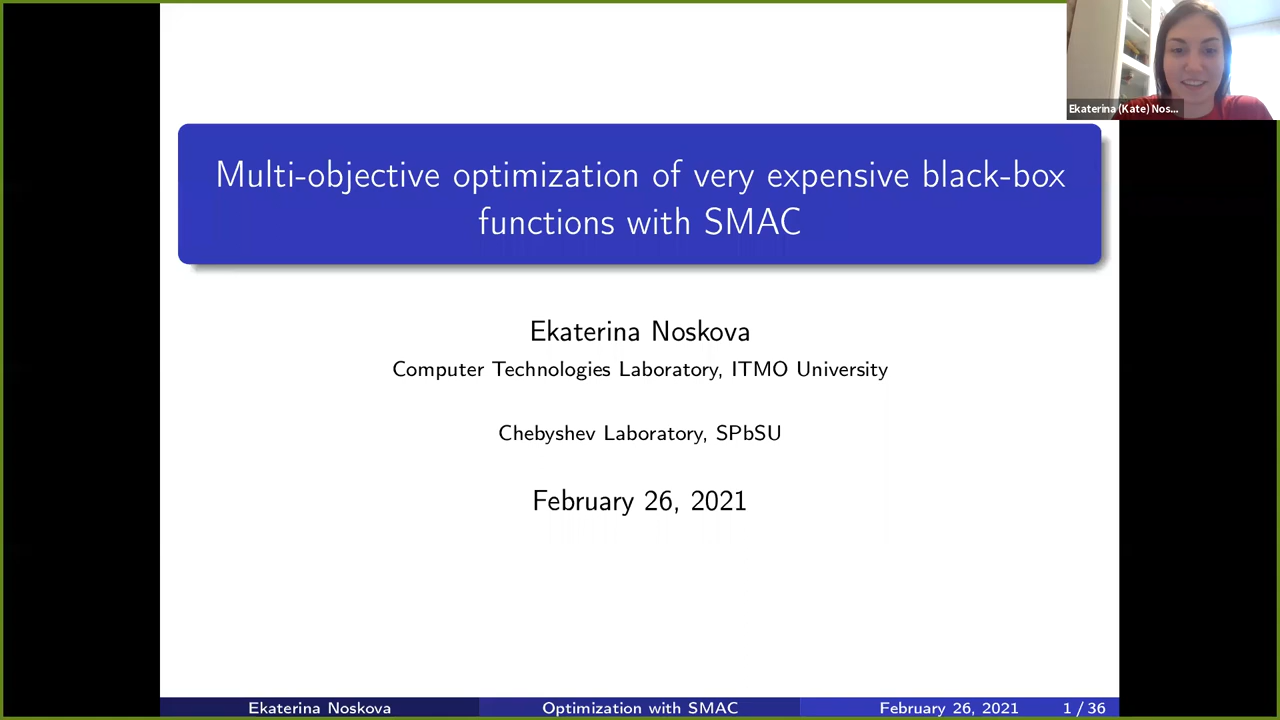 Ekaterina (Kate) Nos...
Multi-objective optimization of very expensive black-box
functions with SMAC
Ekaterina Noskova
Computer Technologies Laboratory, ITMO University
Chebyshev Laboratory, SPbSU
February 26, 2021
Ekaterina Noskova
Optimization with SMAC
February 26, 2021
1 / 36